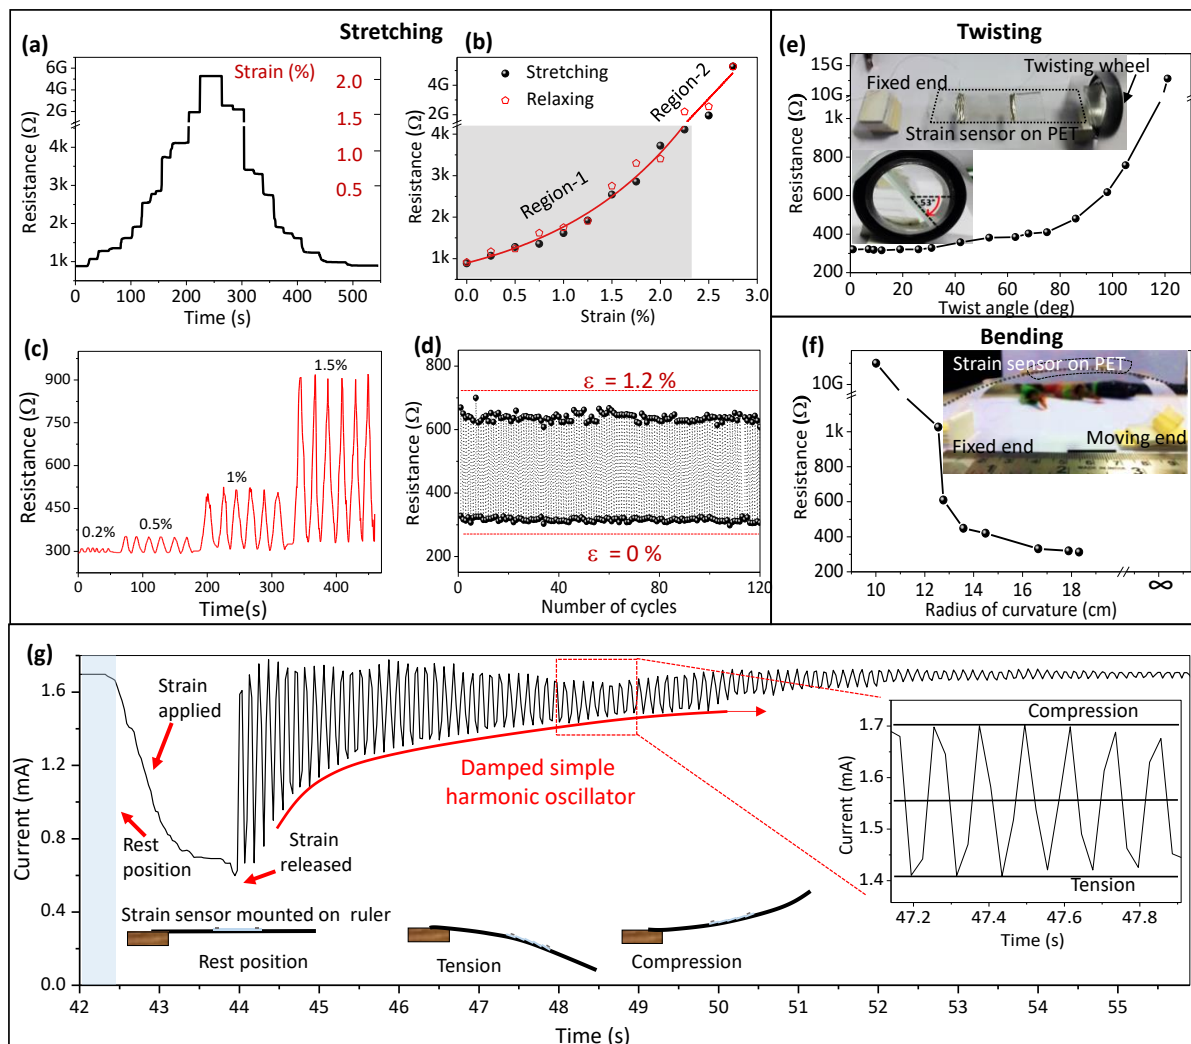 Stretching
(a)
Strain (%)
6G
4G
2G
4k
3k
2k
1k
2.0
1.5
1.0
0.5
Resistance (Ω)
0 100 200 300 400 500
Time (s)
(b)
Stretching
Relaxing
Region-2
Region-1
4G
2G
4k
3k
2k
1k
Resistance (Ω)
0.0 0.5 1.0 1.5 2.0 2.5 3.0
Strain (%)
(c)
1.5%
1%
0.5%
0.2%
900
750
600
450
300
Resistance (Ω)
0 100 200 300 400
Time(s)
(d)
ε = 1.2 %
ε = 0 %
800
600
400
200
Resistance (Ω)
0 40 80 120
Number of cycles
Twisting
(e)
Fixed end
Twisting wheel
Strain sensor on PET
53°
15G
10G
800
600
400
200
Resistance (Ω)
0 20 40 60 80 100 120
Twist angle (deg)
Bending
(f)
Strain sensor on PET
Fixed end
Moving end
10G
1k
1k
800
600
400
200
Resistance (Ω)
10 12 14 16 18 ∞
Radius of curvature (cm)
(g)
Strain
applied
Rest
position
Strain
released
Damped simple
harmonic oscillator
Strain sensor mounted on ruler
Rest position
Tension
Compression
1.6
1.2
0.8
0.4
0.0
Current (mA)
42 43 44 45 46 47 48 49 50 51 52 53 54 55
Time (s)
Compression
Tension
1.7
1.6
1.5
1.4
Current (mA)
47.2 47.4 47.6 47.8
Time (s)